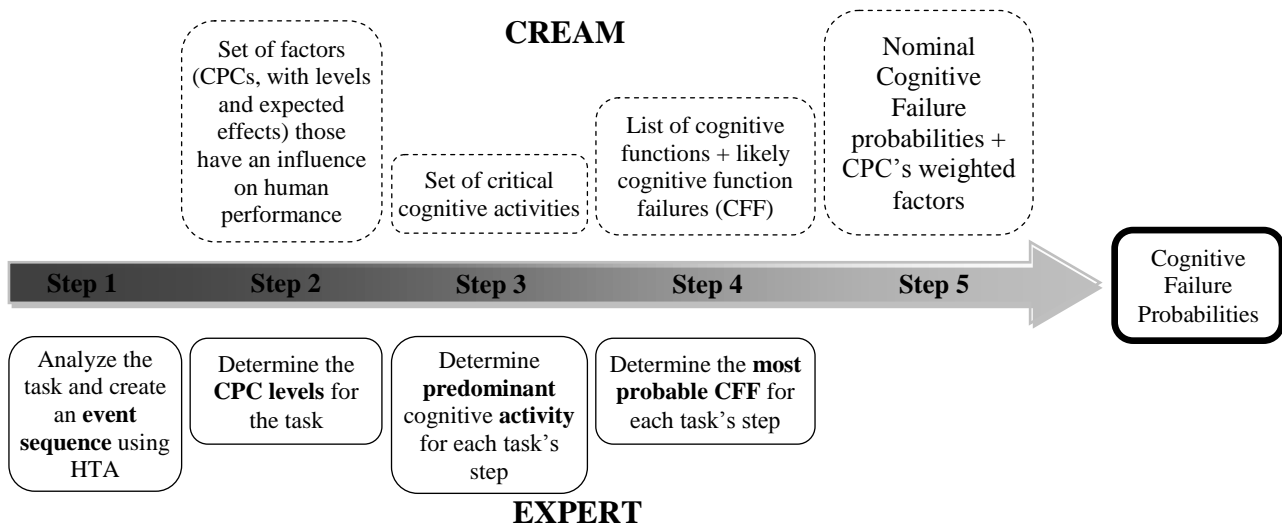 CREAM
Set of factors
(CPCs, with levels
and expected
effects) those
have an influence
on human
performance
Set of critical
cognitive activities
List of cognitive
functions + likely
cognitive function
failures (CFF)
Nominal
Cognitive
Failure
probabilities +
CPC’s weighted
factors
Step 1
Step 2
Step 3
Step 4
Step 5
Cognitive
Failure
Probabilities
Analyze the
task and create
an event
sequence using
HTA
Determine the
CPC levels for
the task
Determine
predominant
cognitive activity
for each task’s
step
Determine the most
probable CFF for
each task’s step
EXPERT